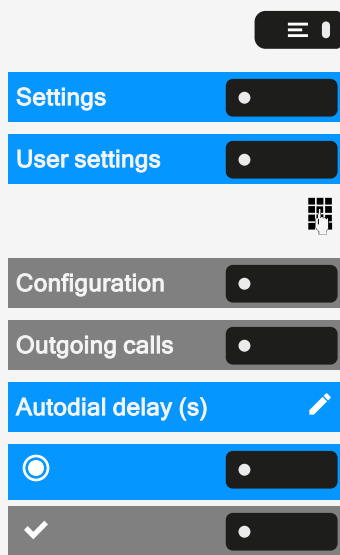 Settings
User settings
Configuration
Outgoing calls
Autodial delay (s)